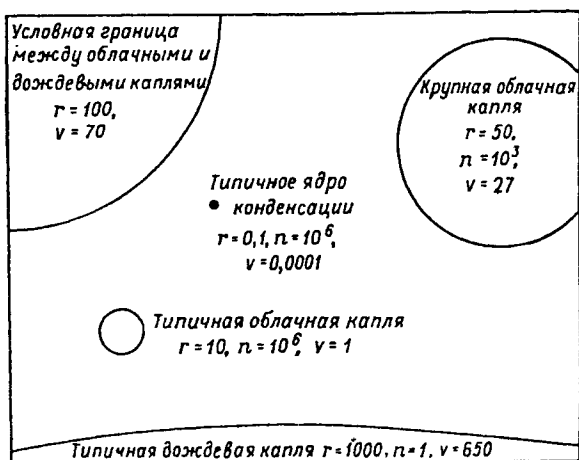 Условная граница
между облачными и
дождевыми каплями
r = 100,
v = 70
Крупная облачная
капля
r = 50,
n = 10³,
v = 27
Типичное ядро
конденсации
r = 0,1, n = 10⁶,
v = 0,0001
Типичная облачная капля
r = 10, n = 10⁶, v = 1
Типичная дождевая капля r = 1000, n = 1, v = 650